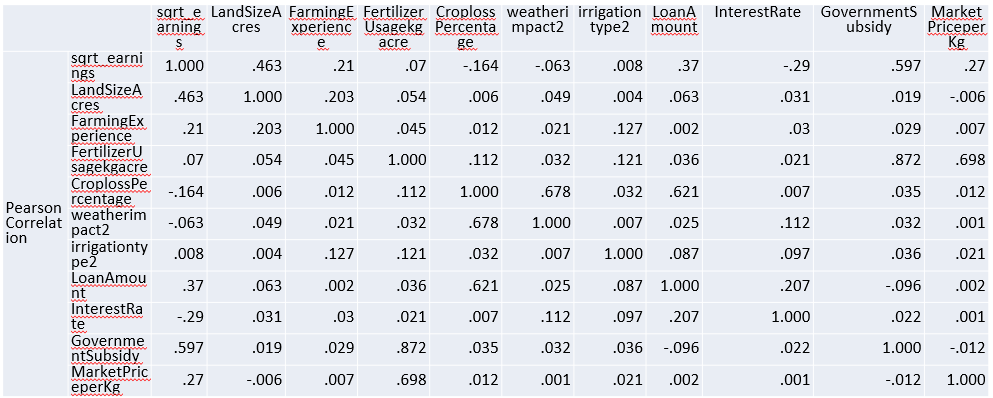 sqrt_earnings LandSizeAcres FarmingExperience FertilizerUsagekgacre CroplossPercentage weatherimpact2 irrigationtype2 LoanAmount InterestRate GovernmentSubsidy MarketPriceperKg
Pearson Correlation
sqrt_earnings 1.000 .463 .21 .07 -.164 -.063 .008 .37 -.29 .597 .27
LandSizeAcres .463 1.000 .203 .054 .006 .049 .004 .063 .031 .019 -.006
FarmingExperience .21 .203 1.000 .045 .012 .021 .127 .002 .03 .029 .007
FertilizerUsagekgacre .07 .054 .045 1.000 .112 .032 .121 .036 .021 .872 .698
CroplossPercentage -.164 .006 .012 .112 1.000 .678 .032 .621 .007 .035 .012
weatherimpact2 -.063 .049 .021 .032 .678 1.000 .007 .025 .112 .032 .001
irrigationtype2 .008 .004 .127 .121 .032 .007 1.000 .087 .097 .036 .021
LoanAmount .37 .063 .002 .036 .621 .025 .087 1.000 .207 -.096 .002
InterestRate -.29 .031 .03 .021 .007 .112 .097 .207 1.000 .022 .001
GovernmentSubsidy .597 .019 .029 .872 .035 .032 .036 -.096 .022 1.000 -.012
MarketPriceperKg .27 -.006 .007 .698 .012 .001 .021 .002 .001 -.012 1.000